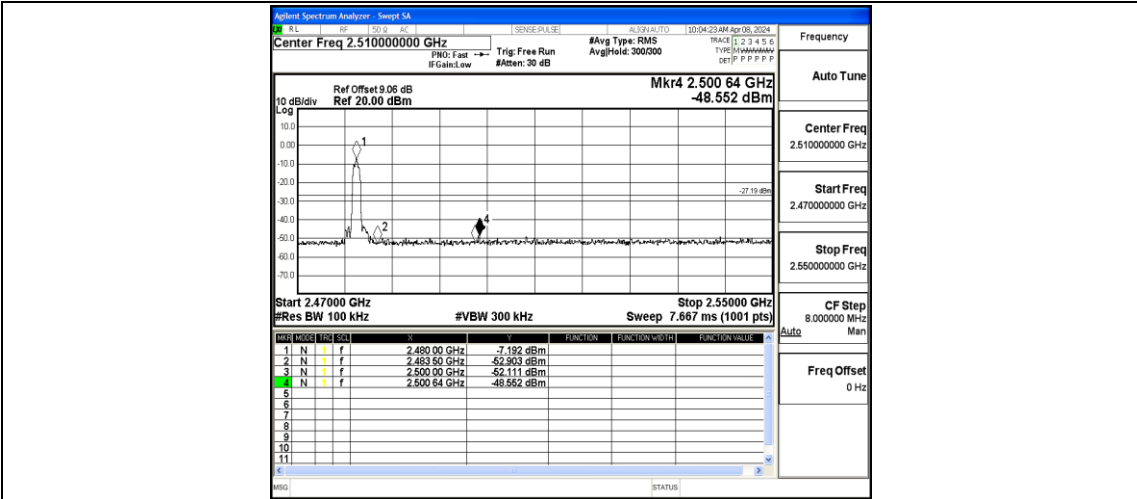 Agilent Spectrum Analyzer - Swept SA
RL RF 50 Ω AC SENSE:PULSE ALIGN AUTO 10:04:23 AM Apr 08, 2024
Center Freq 2.510000000 GHz
PNO: Fast
IFGain:Low
Trig: Free Run
#Atten: 30 dB
#Avg Type: RMS
Avg|Hold: 300/300
TRACE 1 2 3 4 5 6
TYPE M
DET P P P P P P
Ref Offset 9.06 dB
10 dB/div Ref 20.00 dBm
Log
Mkr4 2.500 64 GHz
-48.552 dBm
10.0
0.00
-10.0
-20.0
-30.0
-40.0
-50.0
-60.0
-70.0
1
2
4
-27.19 dBm
Start 2.47000 GHz Stop 2.55000 GHz
#Res BW 100 kHz #VBW 300 kHz Sweep 7.667 ms (1001 pts)
MKR MODE TRC SCL X Y FUNCTION FUNCTION WIDTH FUNCTION VALUE
1 N 1 f 2.480 00 GHz -7.192 dBm
2 N 1 f 2.483 50 GHz -52.903 dBm
3 N 1 f 2.500 00 GHz -52.111 dBm
4 N 1 f 2.500 64 GHz -48.552 dBm
5
6
7
8
9
10
11
MSG STATUS
Frequency
Auto Tune
Center Freq
2.510000000 GHz
Start Freq
2.470000000 GHz
Stop Freq
2.550000000 GHz
CF Step
8.000000 MHz
Auto Man
Freq Offset
0 Hz